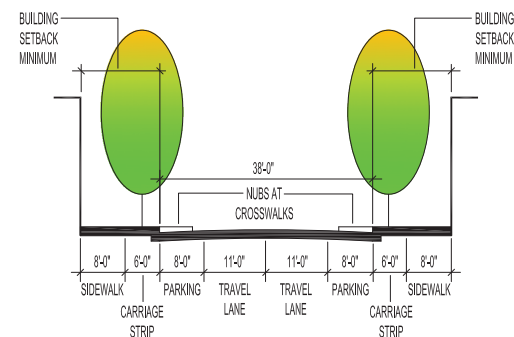 BUILDING
SETBACK
MINIMUM
BUILDING
SETBACK
MINIMUM
38'-0"
NUBS AT
CROSSWALKS
8'-0" 6'-0" 8'-0" 11'-0" 11'-0" 8'-0" 6'-0" 8'-0"
SIDEWALK PARKING TRAVEL TRAVEL PARKING SIDEWALK
LANE LANE
CARRIAGE CARRIAGE
STRIP STRIP